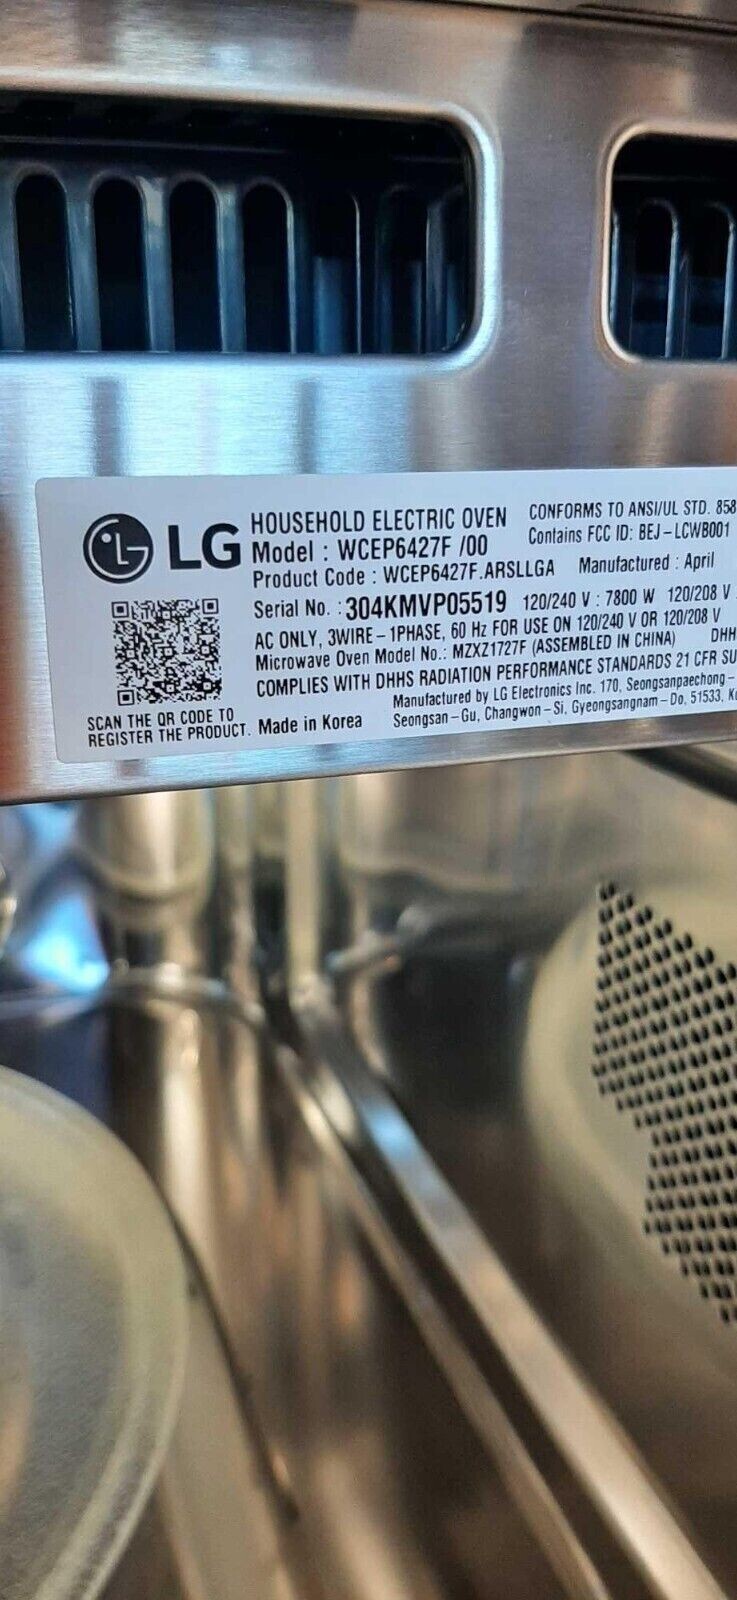 LG
HOUSEHOLD ELECTRIC OVEN
Model : WCEP6427F /00
Product Code : WCEP6427F.ARSLLGA
Serial No. : 304KMVP05519
CONFORMS TO ANSI/UL STD. 858
Contains FCC ID: BEJ-LCWB001
Manufactured : April
120/240 V : 7800 W 120/208 V
AC ONLY, 3WIRE-1PHASE, 60 Hz FOR USE ON 120/240 V OR 120/208 V
Microwave Oven Model No.: MZXZ1727F (ASSEMBLED IN CHINA) DHH
COMPLIES WITH DHHS RADIATION PERFORMANCE STANDARDS 21 CFR SU
Manufactured by LG Electronics Inc. 170, Seongsanpaechong-
Seongsan-Gu, Changwon-Si, Gyeongsangnam-Do, 51533, K
SCAN THE QR CODE TO
REGISTER THE PRODUCT.
Made in Korea